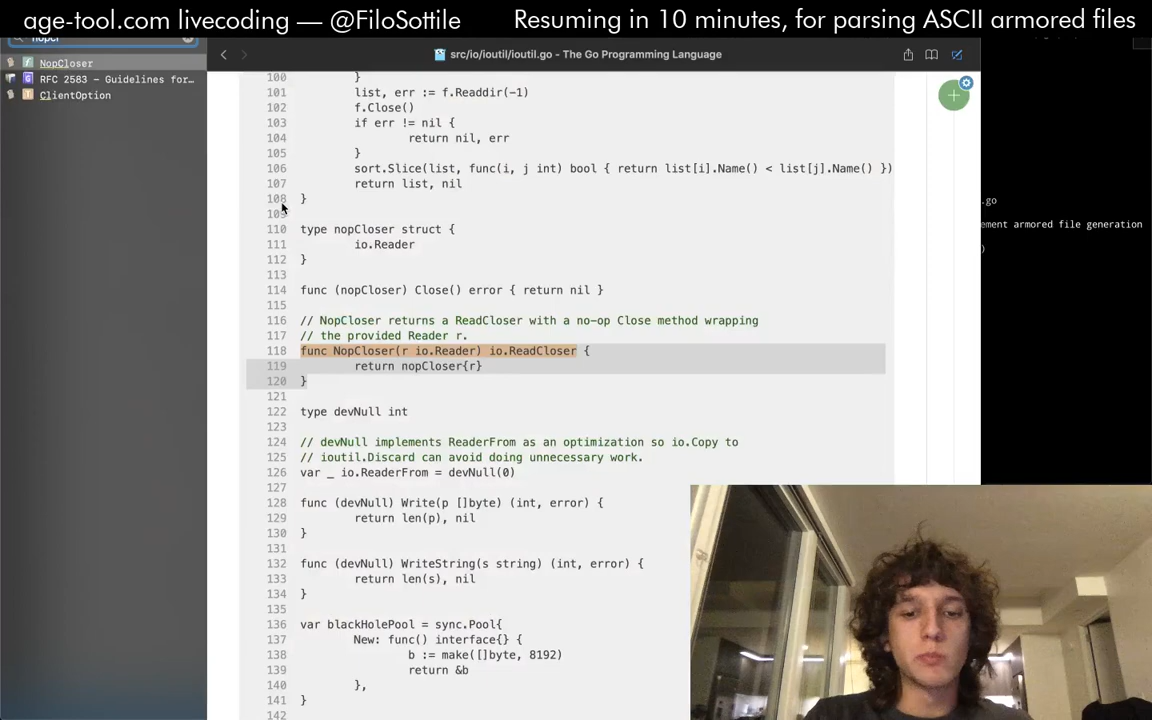 age-tool.com livecoding — @FiloSottile
Resuming in 10 minutes, for parsing ASCII armored files
NopCloser
RFC 2583 – Guidelines for…
ClientOption
src/io/ioutil/ioutil.go - The Go Programming Language
100 }
101 list, err := f.Readdir(-1)
102 f.Close()
103 if err != nil {
104 return nil, err
105 }
106 sort.Slice(list, func(i, j int) bool { return list[i].Name() < list[j].Name() })
107 return list, nil
108 }
109
110 type nopCloser struct {
111 io.Reader
112 }
113
114 func (nopCloser) Close() error { return nil }
115
116 // NopCloser returns a ReadCloser with a no-op Close method wrapping
117 // the provided Reader r.
118 func NopCloser(r io.Reader) io.ReadCloser {
119 return nopCloser{r}
120 }
121
122 type devNull int
123
124 // devNull implements ReaderFrom as an optimization so io.Copy to
125 // ioutil.Discard can avoid doing unnecessary work.
126 var _ io.ReaderFrom = devNull(0)
127
128 func (devNull) Write(p []byte) (int, error) {
129 return len(p), nil
130 }
131
132 func (devNull) WriteString(s string) (int, error) {
133 return len(s), nil
134 }
135
136 var blackHolePool = sync.Pool{
137 New: func() interface{} {
138 b := make([]byte, 8192)
139 return &b
140 },
141 }
142
.go
ement armored file generation
)